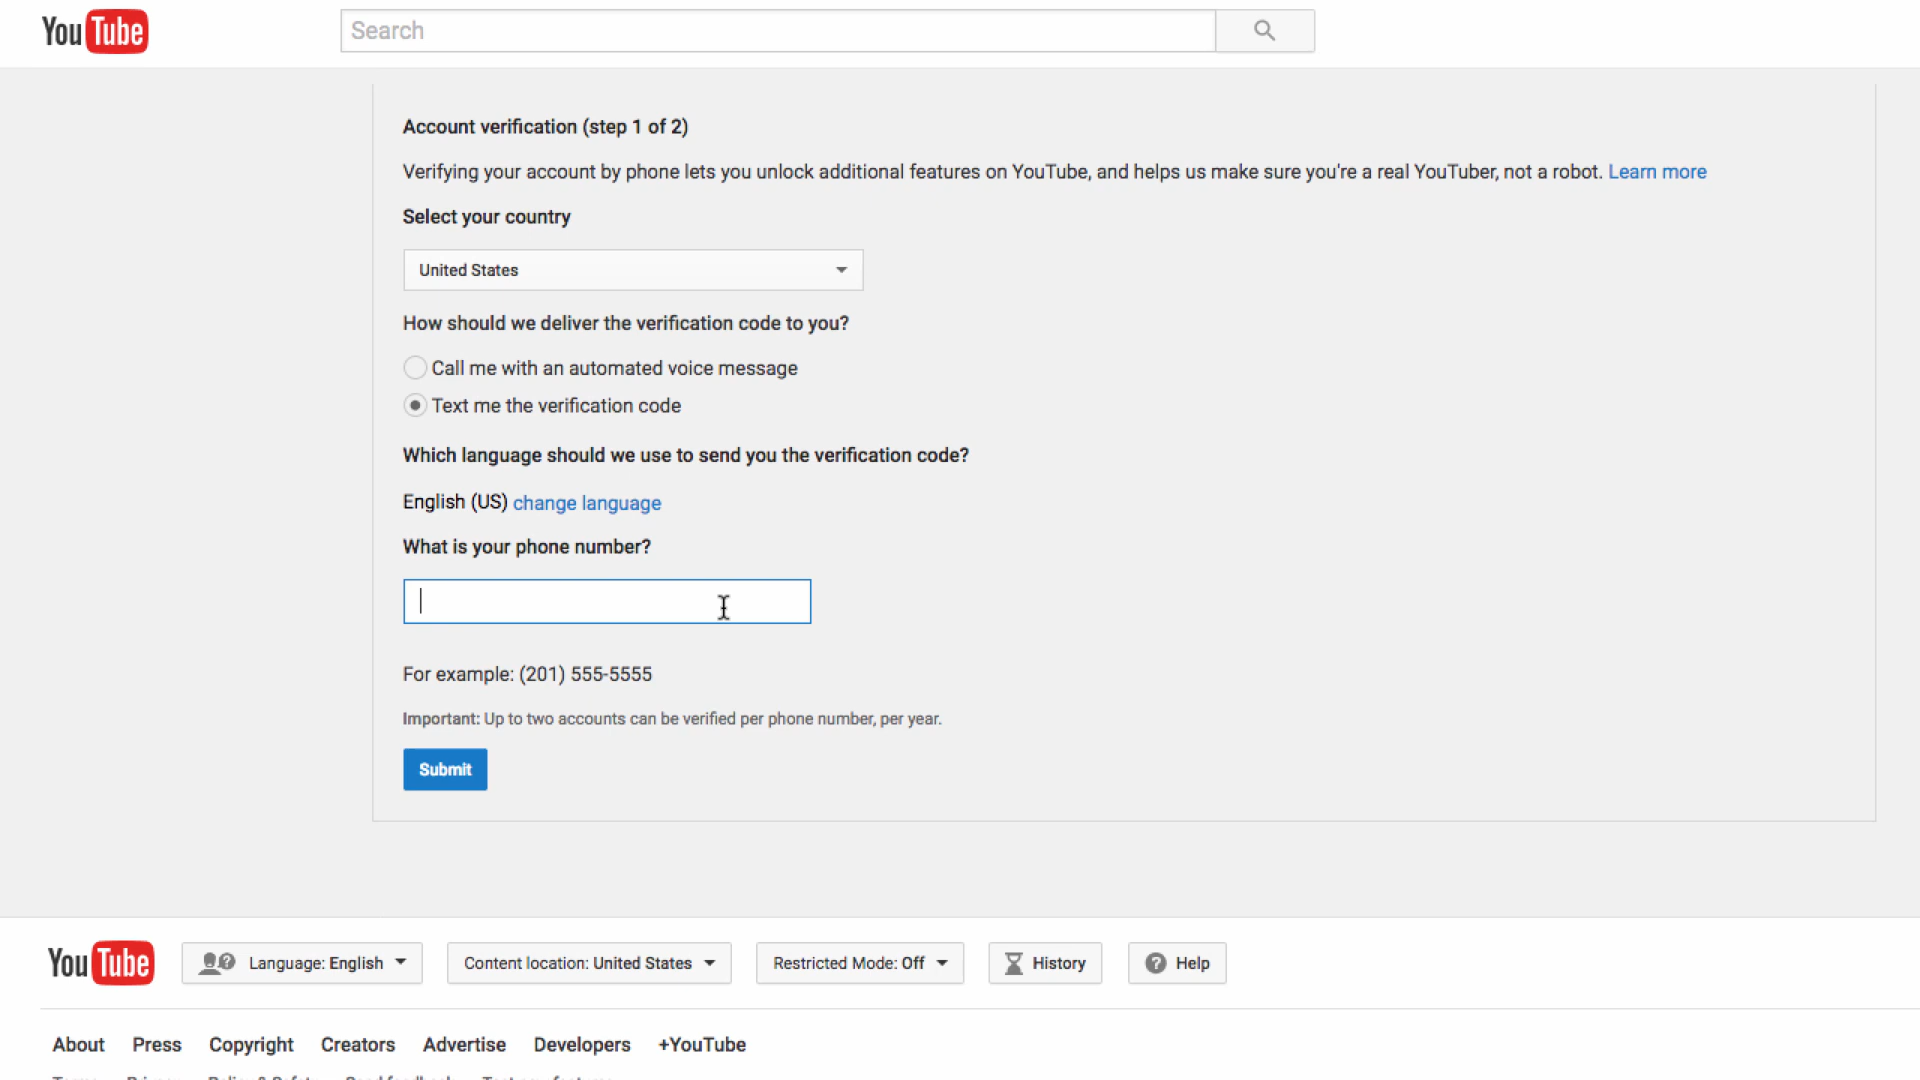 YouTube
Search
Account verification (step 1 of 2)
Verifying your account by phone lets you unlock additional features on YouTube, and helps us make sure you're a real YouTuber, not a robot. Learn more
Select your country
United States
How should we deliver the verification code to you?
Call me with an automated voice message
Text me the verification code
Which language should we use to send you the verification code?
English (US) change language
What is your phone number?
For example: (201) 555-5555
Important: Up to two accounts can be verified per phone number, per year.
Submit
YouTube Language: English Content location: United States Restricted Mode: Off History Help
About Press Copyright Creators Advertise Developers +YouTube